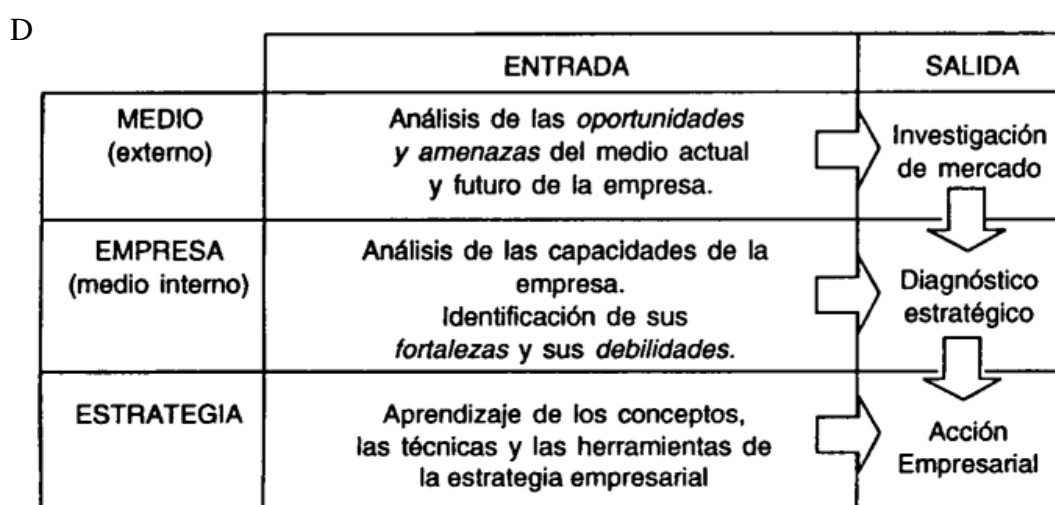 D
ENTRADA
SALIDA
MEDIO
(externo)
Análisis de las oportunidades
y amenazas del medio actual
y futuro de la empresa.
Investigación
de mercado
EMPRESA
(medio interno)
Análisis de las capacidades de la
empresa.
Identificación de sus
fortalezas y sus debilidades.
Diagnóstico
estratégico
ESTRATEGIA
Aprendizaje de los conceptos,
las técnicas y las herramientas de
la estrategia empresarial
Acción
Empresarial